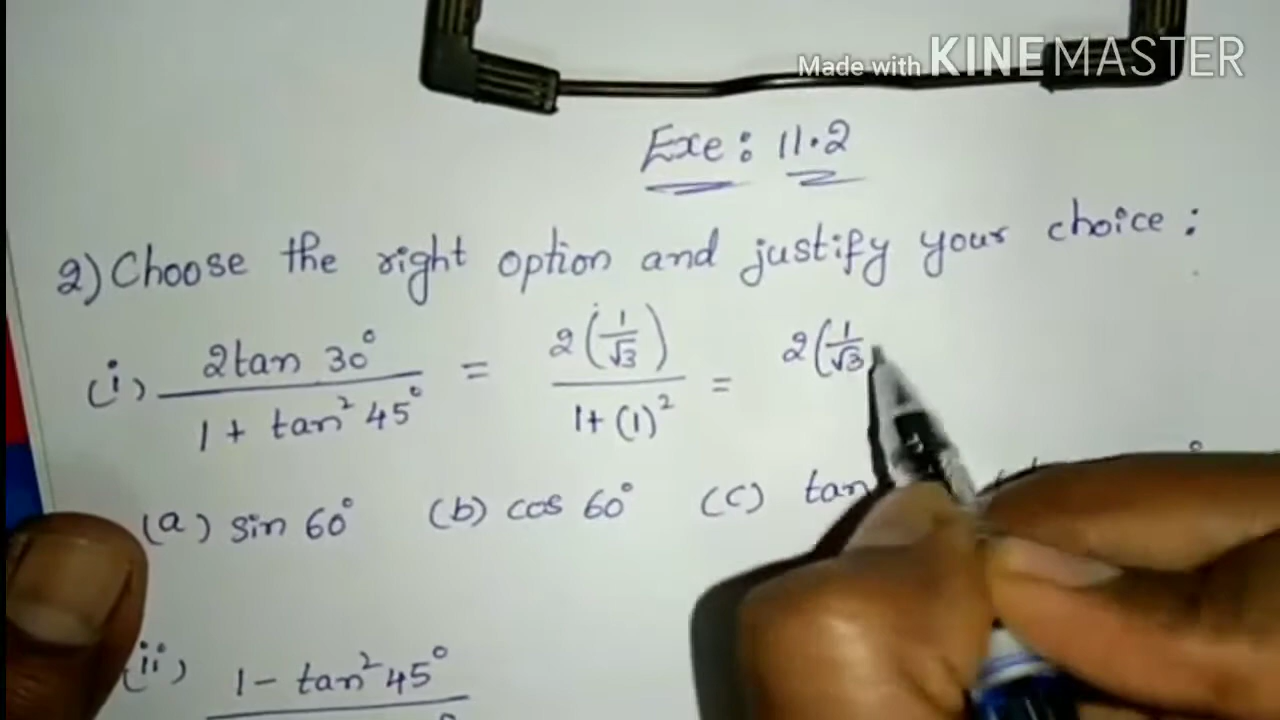 Made with KINEMASTER
Exe: 11.2
2) Choose the right option and justify your choice:
(i) 2tan 30° / 1 + tan² 45° = 2(1/√3) / 1+(1)² = 2(1/√3
(a) sin 60° (b) cos 60° (c) tan
(ii) 1 - tan² 45°